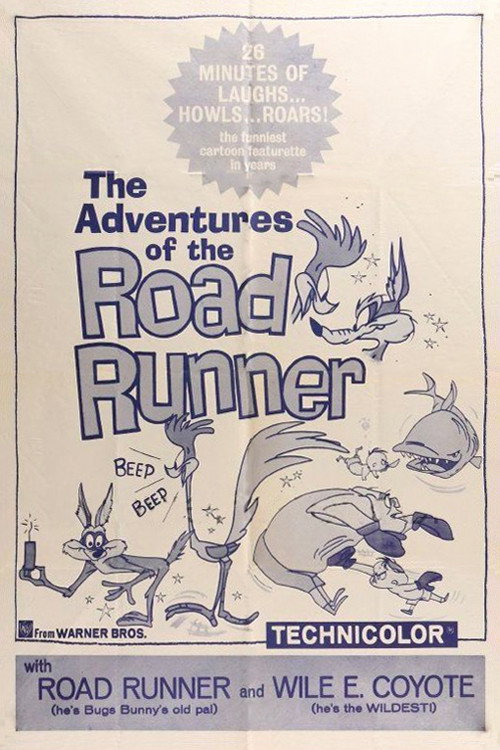 26
MINUTES OF
LAUGHS...
HOWLS...ROARS!
the funniest
cartoon featurette
in years
The
Adventures
of the
Road
Runner
BEEP
BEEP
From WARNER BROS.
TECHNICOLOR
with
ROAD RUNNER and WILE E. COYOTE
(he's Bugs Bunny's old pal) (he's the WILDEST!)